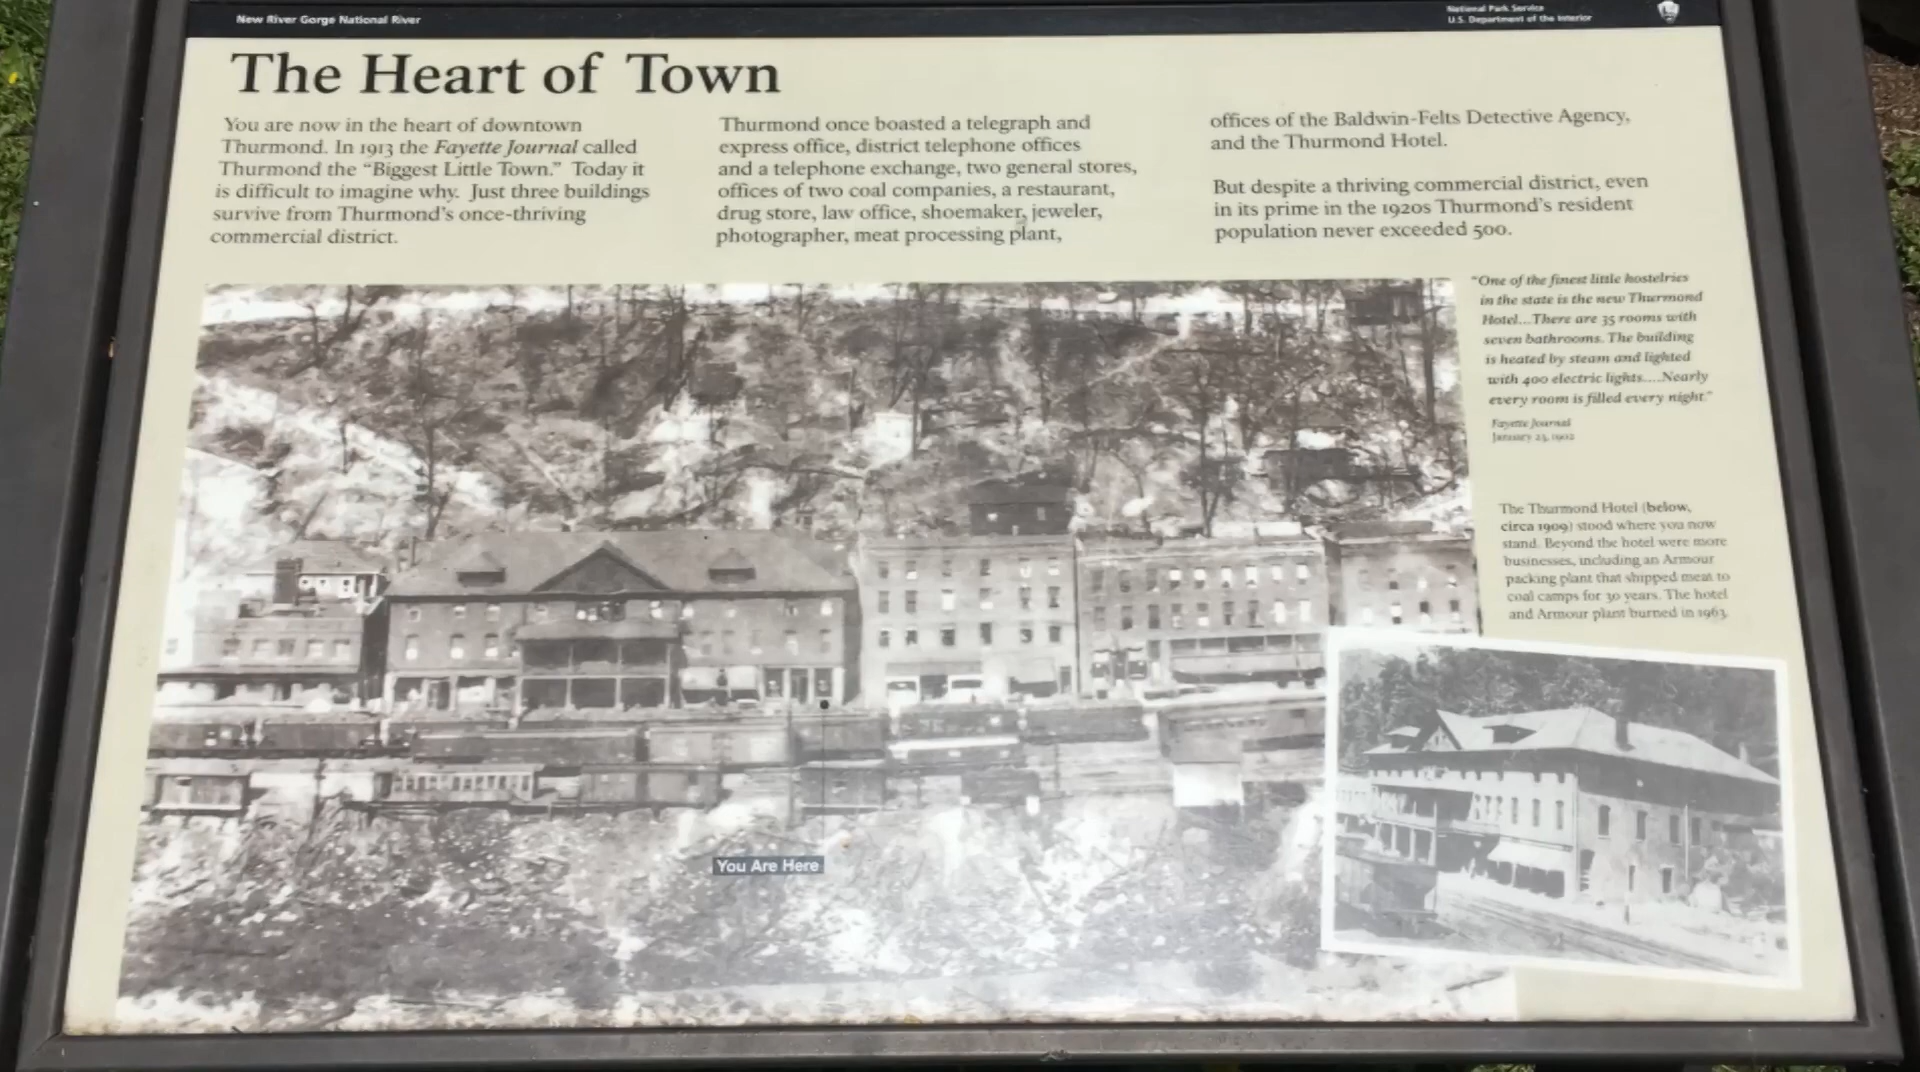 New River Gorge National River
National Park Service
U.S. Department of the Interior
The Heart of Town
You are now in the heart of downtown
Thurmond. In 1913 the Fayette Journal called
Thurmond the “Biggest Little Town.” Today it
is difficult to imagine why. Just three buildings
survive from Thurmond’s once-thriving
commercial district.
Thurmond once boasted a telegraph and
express office, district telephone offices
and a telephone exchange, two general stores,
offices of two coal companies, a restaurant,
drug store, law office, shoemaker, jeweler,
photographer, meat processing plant,
offices of the Baldwin-Felts Detective Agency,
and the Thurmond Hotel.
But despite a thriving commercial district, even
in its prime in the 1920s Thurmond’s resident
population never exceeded 500.
“One of the finest little hostelries
in the state is the new Thurmond
Hotel...There are 35 rooms with
seven bathrooms. The building
is heated by steam and lighted
with 400 electric lights....Nearly
every room is filled every night.”
Fayette Journal
January 23, 1902
The Thurmond Hotel (below,
circa 1909) stood where you now
stand. Beyond the hotel were more
businesses, including an Armour
packing plant that shipped meat to
coal camps for 30 years. The hotel
and Armour plant burned in 1963.
You Are Here